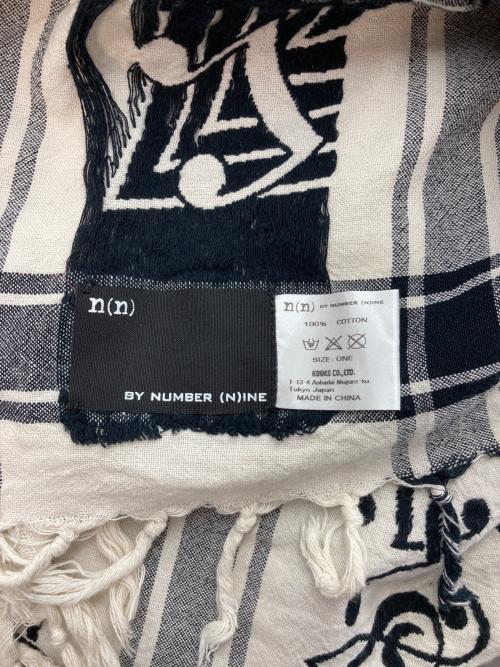 n(n)
BY NUMBER (N)INE
n(n) BY NUMBER (N)INE
100% COTTON
SIZE: ONE
KOOKS CO.,LTD.
1-13-4 Aobadai Meguro-ku
Tokyo Japan
MADE IN CHINA